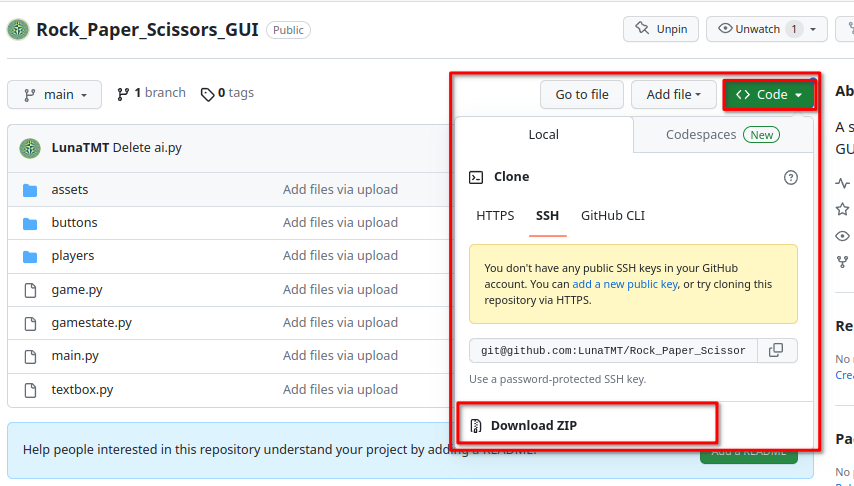 Rock_Paper_Scissors_GUI Public
Unpin
Unwatch 1
main
1 branch
0 tags
Go to file
Add file
Code
Local
Codespaces New
LunaTMT Delete ai.py
assets Add files via upload
buttons Add files via upload
players Add files via upload
game.py Add files via upload
gamestate.py Add files via upload
main.py Add files via upload
textbox.py Add files via upload
Clone
HTTPS SSH GitHub CLI
You don't have any public SSH keys in your GitHub
account. You can add a new public key, or try cloning this
repository via HTTPS.
git@github.com:LunaTMT/Rock_Paper_Scissor
Use a password-protected SSH key.
Download ZIP
Help people interested in this repository understand your project by adding a README.
Add a README
Ab
A s
GU
Re
No
Crea
Pa
No p